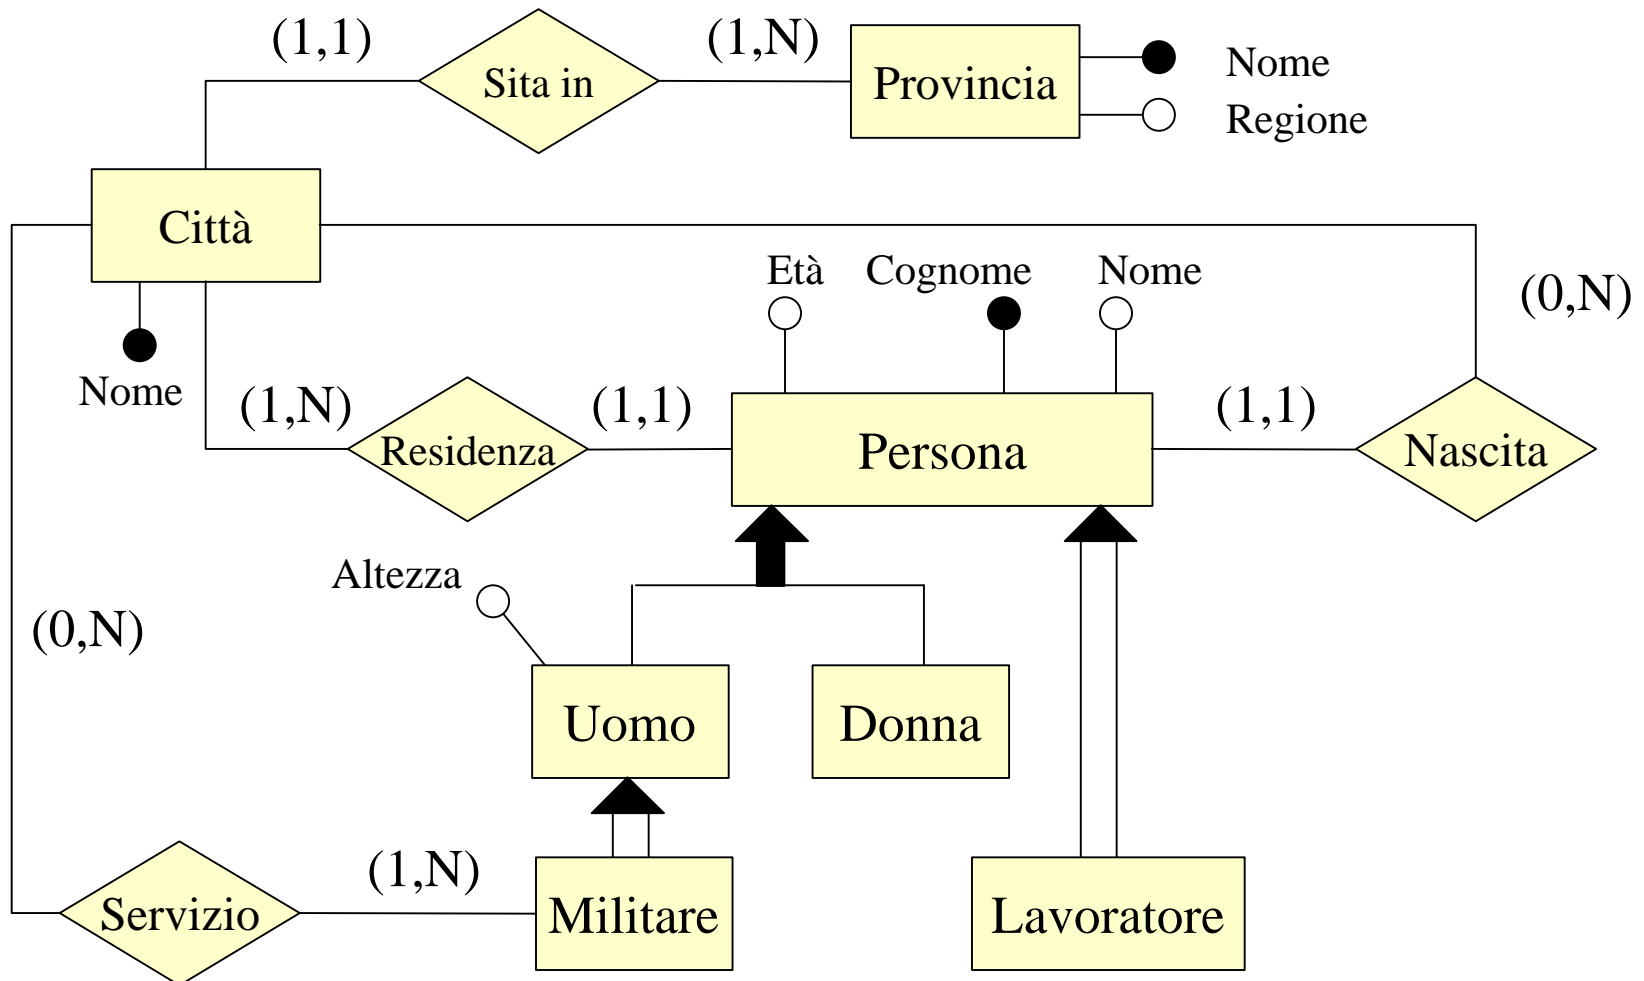 (1,1)
(1,N)
Sita in
Provincia
Nome
Regione
Città
Età
Cognome
Nome
(0,N)
Nome
(1,N)
(1,1)
(1,1)
Residenza
Persona
Nascita
Altezza
(0,N)
Uomo
Donna
(1,N)
Servizio
Militare
Lavoratore